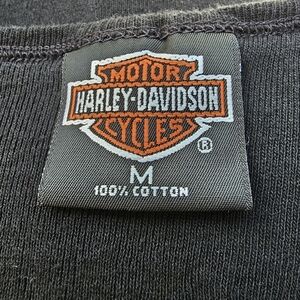 MOTOR
HARLEY-DAVIDSON
CYCLES
®
M
100% COTTON